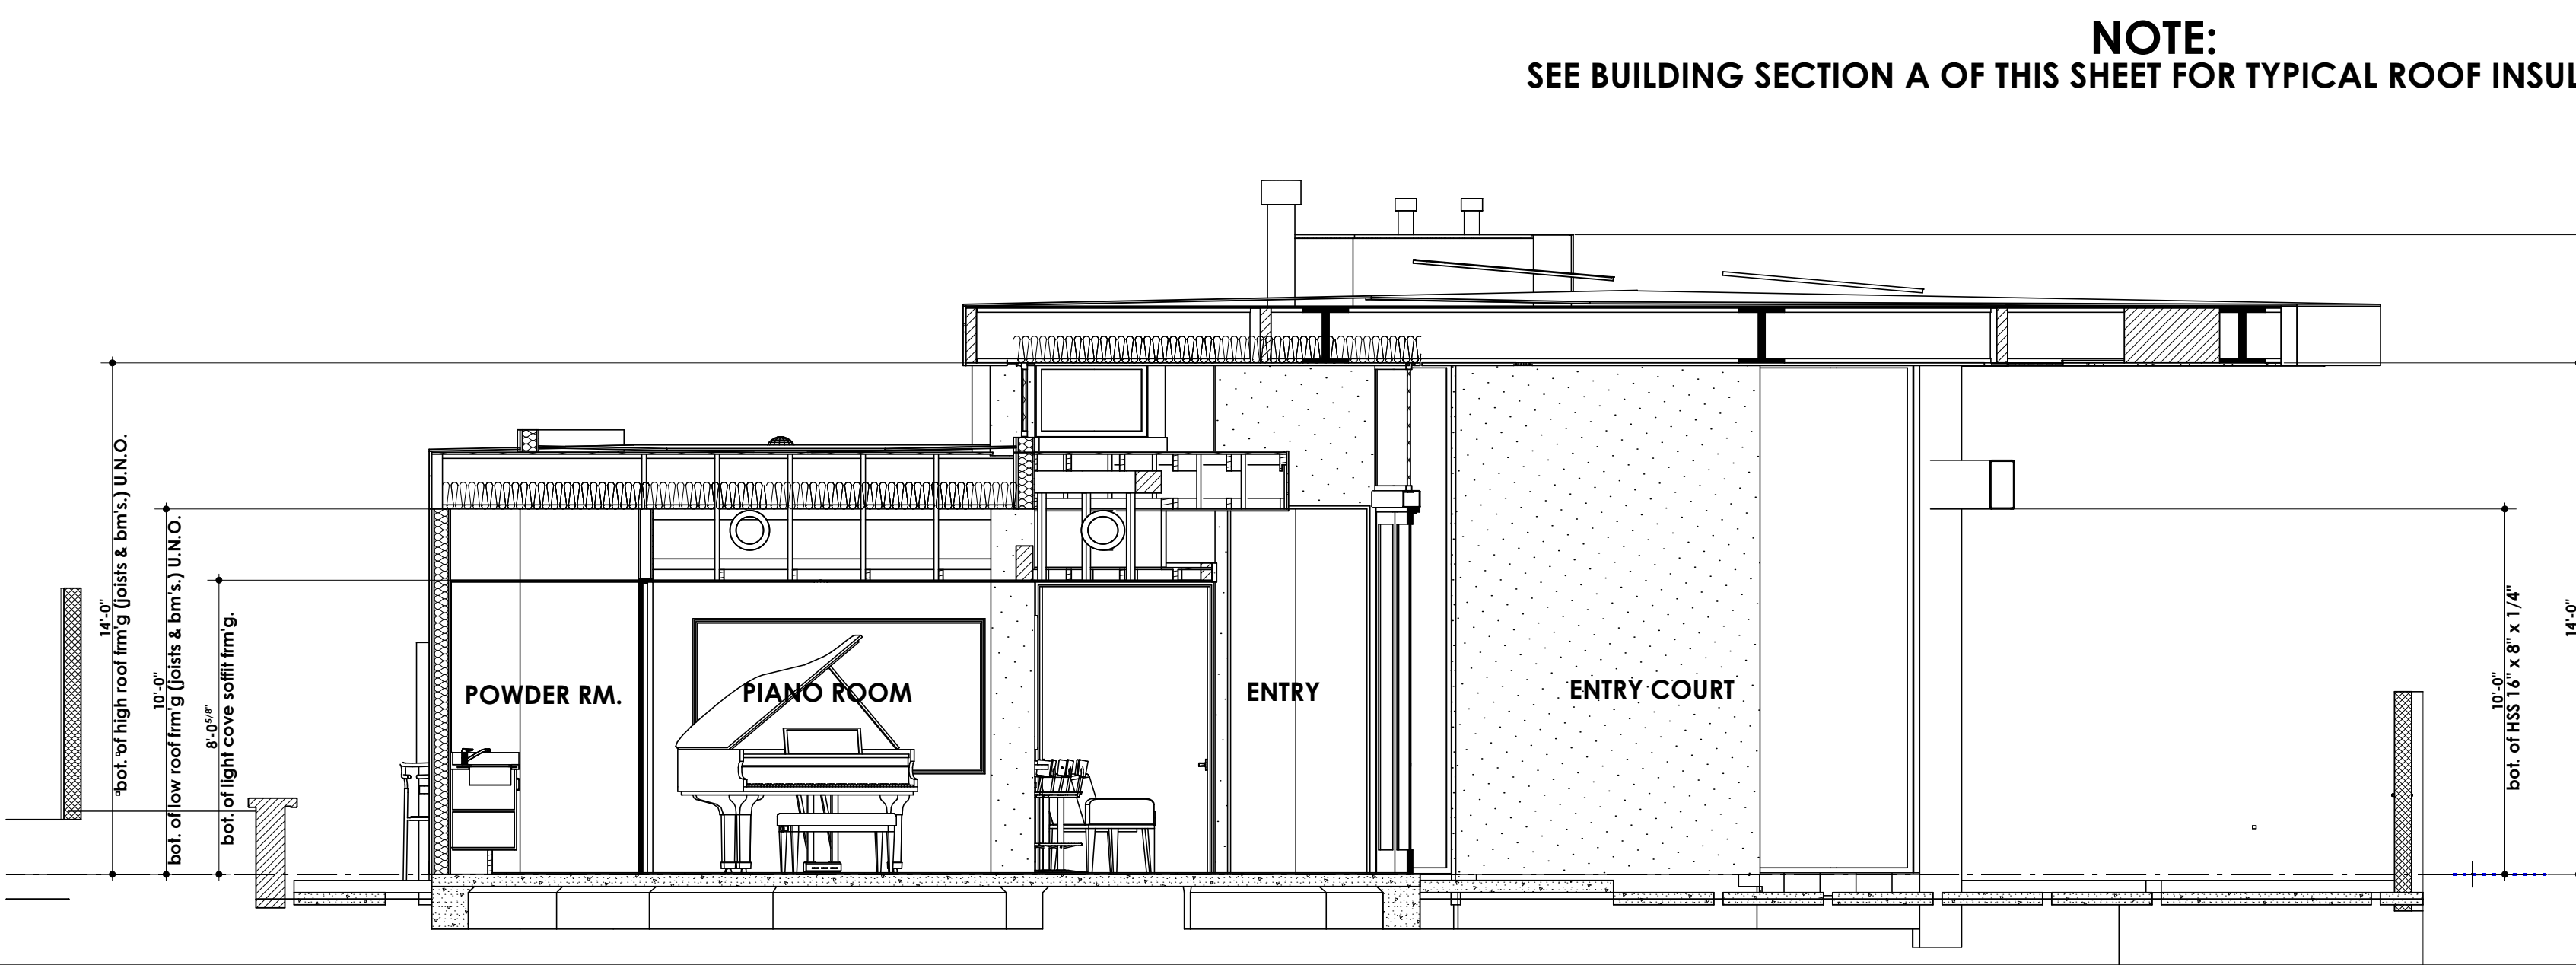 NOTE:
SEE BUILDING SECTION A OF THIS SHEET FOR TYPICAL ROOF INSUL
14'-0"
bot. of high roof frm'g (joists & bm's.) U.N.O.
10'-0"
bot. of low roof frm'g (joists & bm's.) U.N.O.
8'-0 5/8"
bot. of light cove soffit frm'g.
POWDER RM.
PIANO ROOM
ENTRY
ENTRY COURT
10'-0"
bot. of HSS 16" x 8" x 1/4"
14'-0"